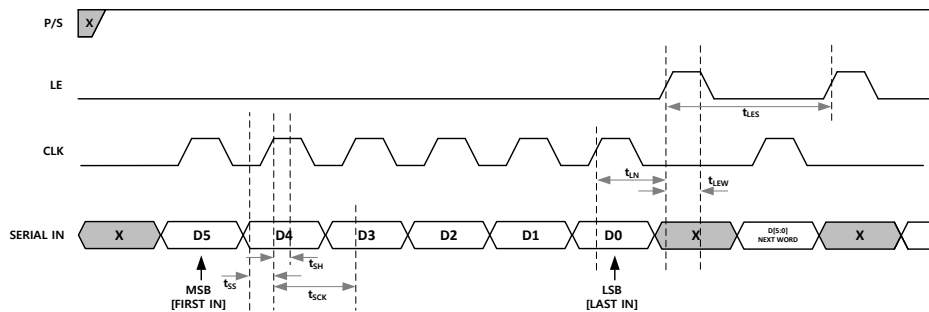 P/S X
LE
t_LES
CLK
t_LN
t_LEW
SERIAL IN X D5 D4 D3 D2 D1 D0 X D[5:0] X
NEXT WORD
t_SH
t_SS
t_SCK
MSB LSB
[FIRST IN] [LAST IN]